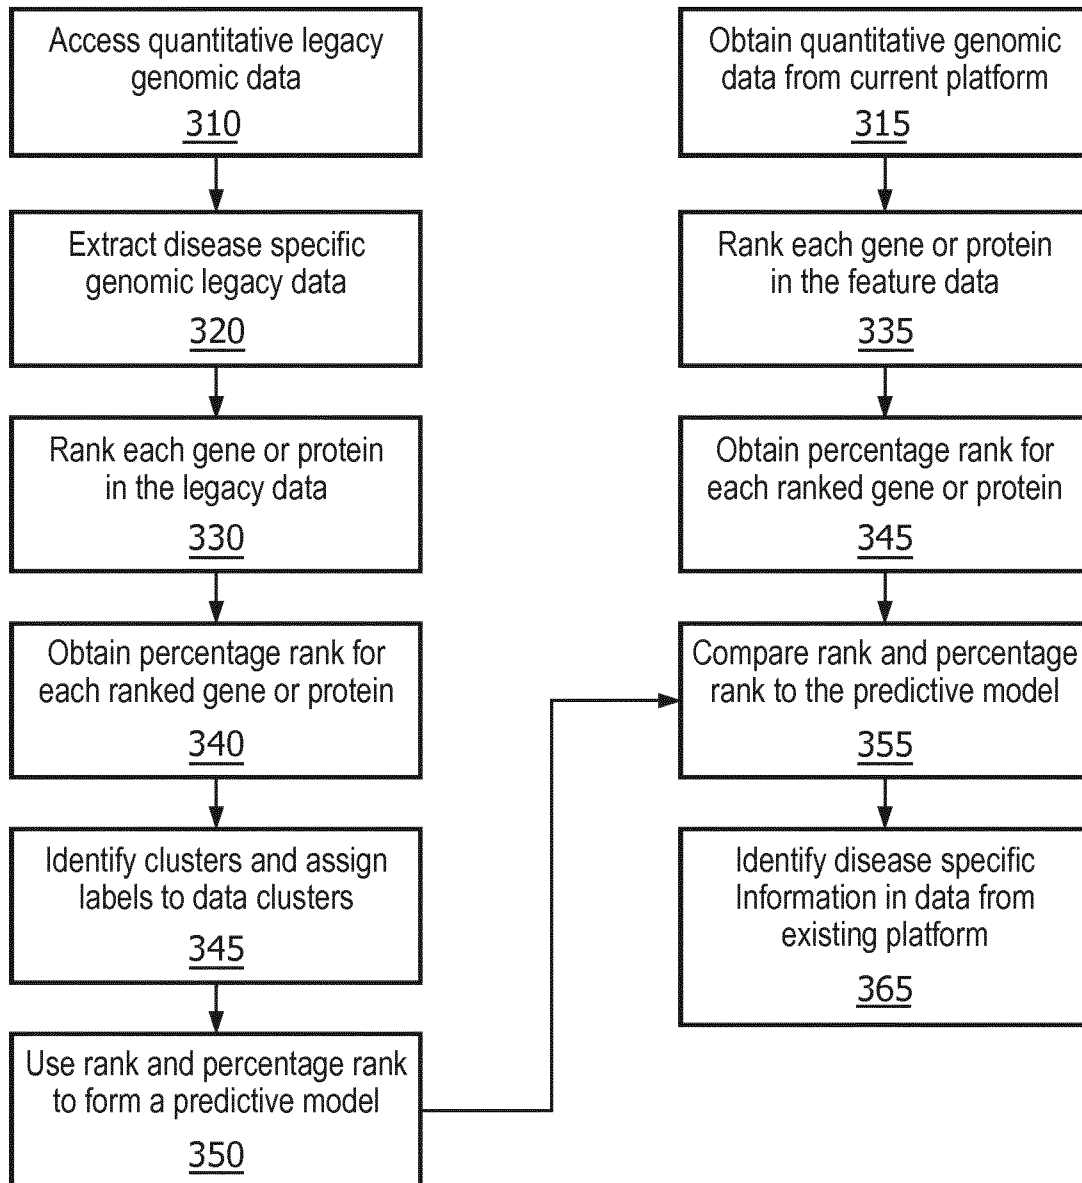 Access quantitative legacy
genomic data
310
Extract disease specific
genomic legacy data
320
Rank each gene or protein
in the legacy data
330
Obtain percentage rank for
each ranked gene or protein
340
Identify clusters and assign
labels to data clusters
345
Use rank and percentage rank
to form a predictive model
350
Obtain quantitative genomic
data from current platform
315
Rank each gene or protein
in the feature data
335
Obtain percentage rank for
each ranked gene or protein
345
Compare rank and percentage
rank to the predictive model
355
Identify disease specific
Information in data from
existing platform
365